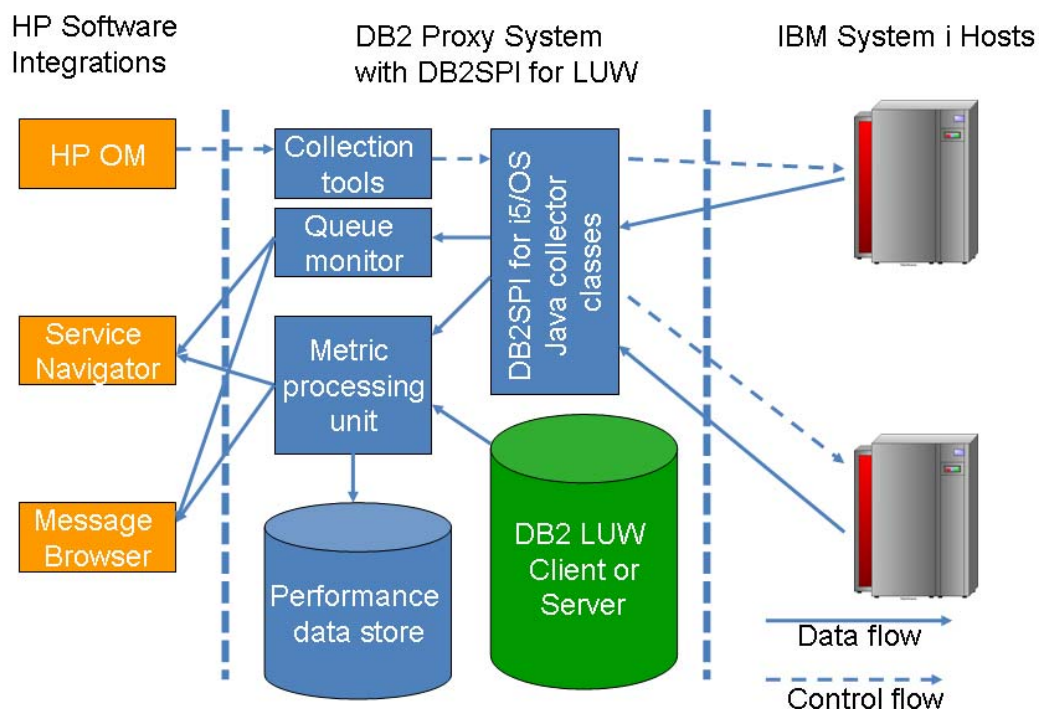 HP Software
Integrations
DB2 Proxy System
with DB2SPI for LUW
IBM System i Hosts
HP OM
Collection
tools
Queue
monitor
DB2SPI for i5/OS
Java collector
classes
Service
Navigator
Metric
processing
unit
Message
Browser
Performance
data store
DB2 LUW
Client or
Server
Data flow
Control flow